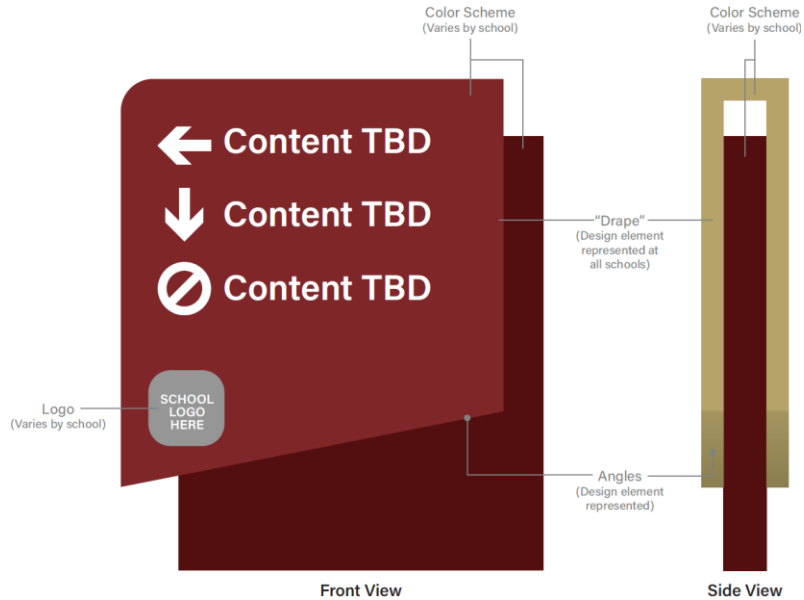 Color Scheme
(Varies by school)
Color Scheme
(Varies by school)
Content TBD
Content TBD
Content TBD
“Drape”
(Design element
represented at
all schools)
SCHOOL
LOGO
HERE
Logo
(Varies by school)
Angles
(Design element
represented)
Front View
Side View